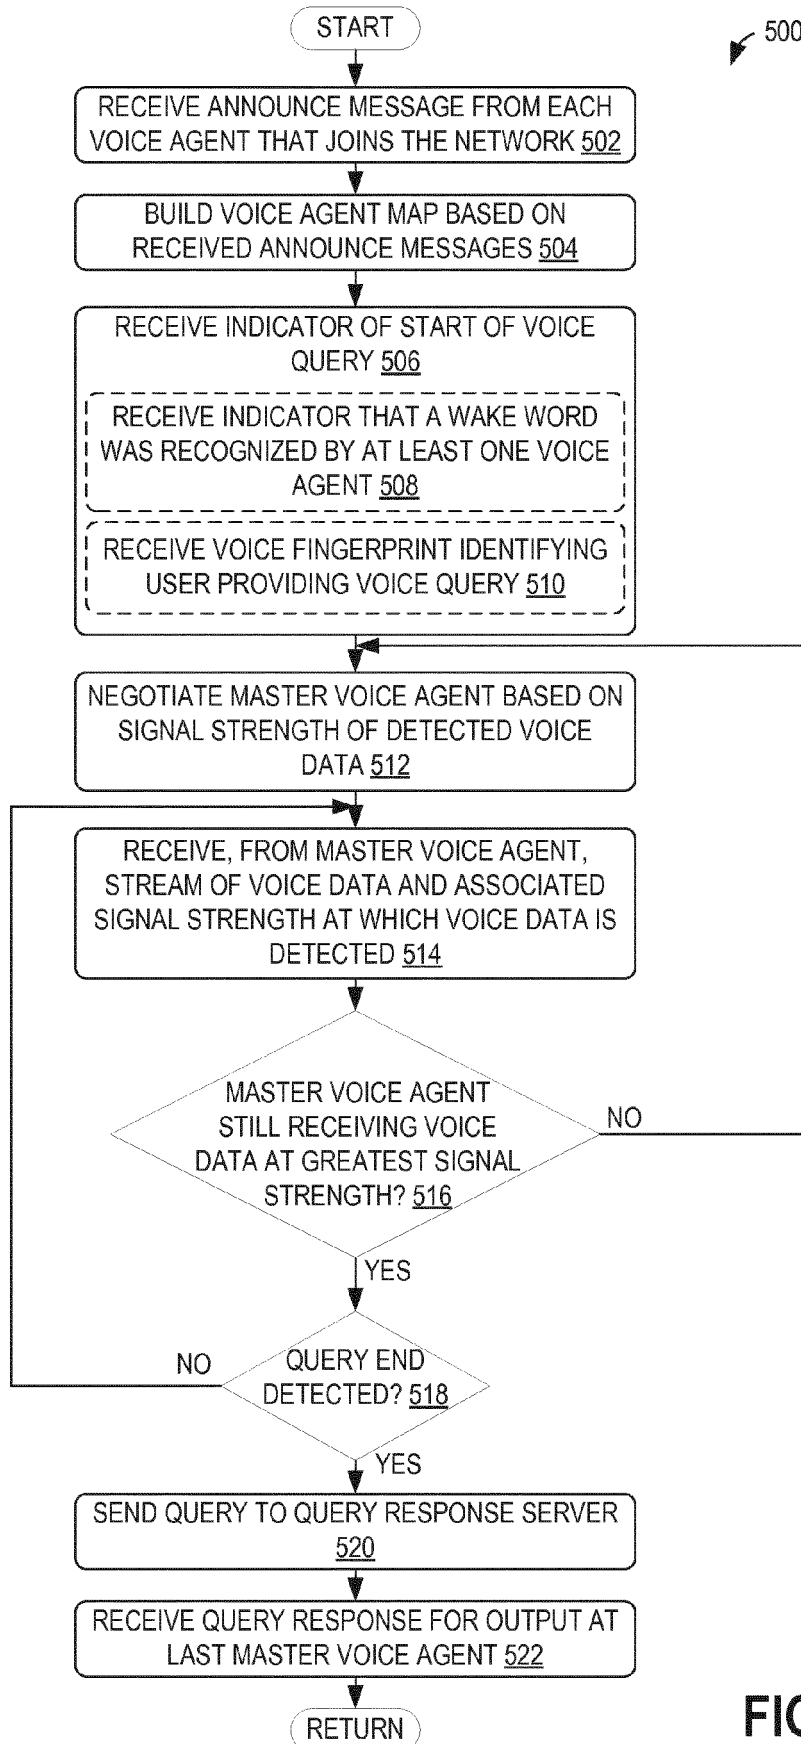 START
500
RECEIVE ANNOUNCE MESSAGE FROM EACH
VOICE AGENT THAT JOINS THE NETWORK 502
BUILD VOICE AGENT MAP BASED ON
RECEIVED ANNOUNCE MESSAGES 504
RECEIVE INDICATOR OF START OF VOICE
QUERY 506
RECEIVE INDICATOR THAT A WAKE WORD
WAS RECOGNIZED BY AT LEAST ONE VOICE
AGENT 508
RECEIVE VOICE FINGERPRINT IDENTIFYING
USER PROVIDING VOICE QUERY 510
NEGOTIATE MASTER VOICE AGENT BASED ON
SIGNAL STRENGTH OF DETECTED VOICE
DATA 512
RECEIVE, FROM MASTER VOICE AGENT,
STREAM OF VOICE DATA AND ASSOCIATED
SIGNAL STRENGTH AT WHICH VOICE DATA IS
DETECTED 514
MASTER VOICE AGENT
STILL RECEIVING VOICE
DATA AT GREATEST SIGNAL
STRENGTH? 516
NO
YES
QUERY END
DETECTED? 518
NO
YES
SEND QUERY TO QUERY RESPONSE SERVER
520
RECEIVE QUERY RESPONSE FOR OUTPUT AT
LAST MASTER VOICE AGENT 522
RETURN